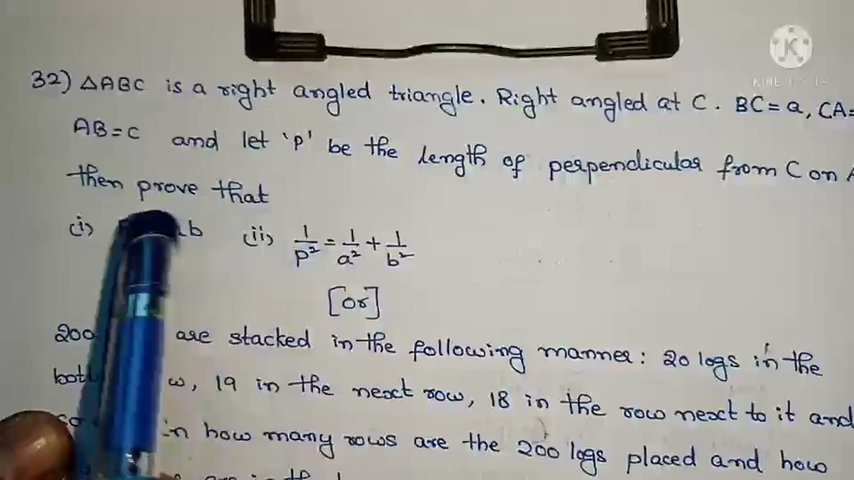 K
32) △ABC is a right angled triangle. Right angled at C. BC = a, CA=
AB = C and let 'P' be the length of perpendicular from C on
then prove that
(i) b (ii) 1/p² = 1/a² + 1/b²
[or]
200 are stacked in the following manner: 20 logs in the
19 in the next row, 18 in the row next to it and
in how many rows are the 200 logs placed and how